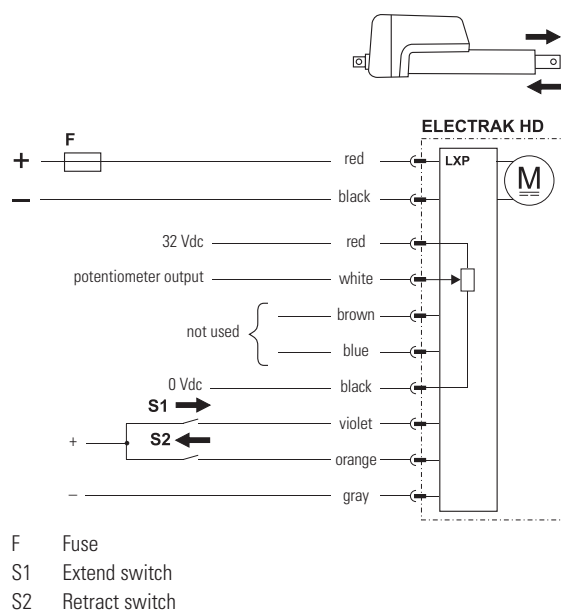 ELECTRAK HD
F
+ red LXP M
– black
32 Vdc red
potentiometer output white
brown
not used
blue
0 Vdc black
S1
violet
+ S2
orange
– gray
F Fuse
S1 Extend switch
S2 Retract switch